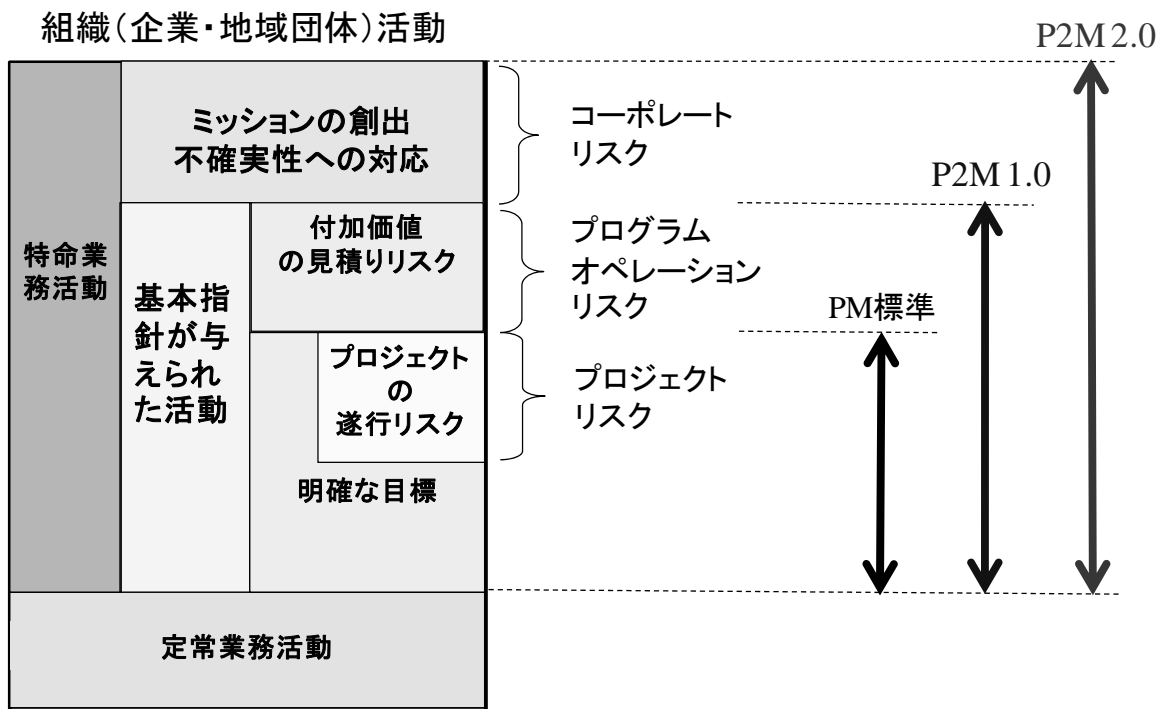 組織（企業・地域団体）活動
P2M 2.0
ミッションの創出
不確実性への対応
コーポレート
リスク
P2M 1.0
特命業
務活動
付加価値
の見積りリスク
プログラム
オペレーション
リスク
基本指
針が与
えられ
た活動
PM標準
プロジェクト
の
遂行リスク
プロジェクト
リスク
明確な目標
定常業務活動